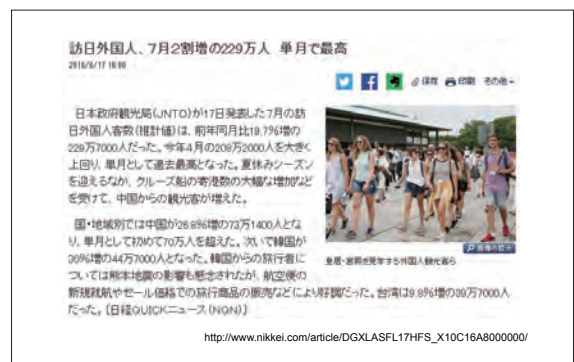 訪日外国人、7月2割増の229万人 単月で最高
2016/8/17 16:00
保存 印刷 その他
日本政府観光局(JNTO)が17日発表した7月の訪
日外国人客数(推計値)は、前年同月比19.7%増の
229万7000人だった。今年4月の208万2000人を大きく
上回り、単月として過去最高となった。夏休みシーズン
を迎えるなか、クルーズ船の寄港数の大幅な増加など
を受けて、中国からの観光客が増えた。
国・地域別では中国が26.8%増の73万1400人とな
り、単月として初めて70万人を超えた。次いで韓国が
30%増の44万7000人となった。韓国からの旅行者に
ついては熊本地震の影響も懸念されたが、航空便の
新規就航やセール価格での旅行商品の販売などにより好調だった。台湾は9.8%増の39万7000人
だった。〔日経QUICKニュース(NQN)〕
画像の拡大
皇居・宮殿を見学する外国人観光客ら
http://www.nikkei.com/article/DGXLASFL17HFS_X10C16A8000000/